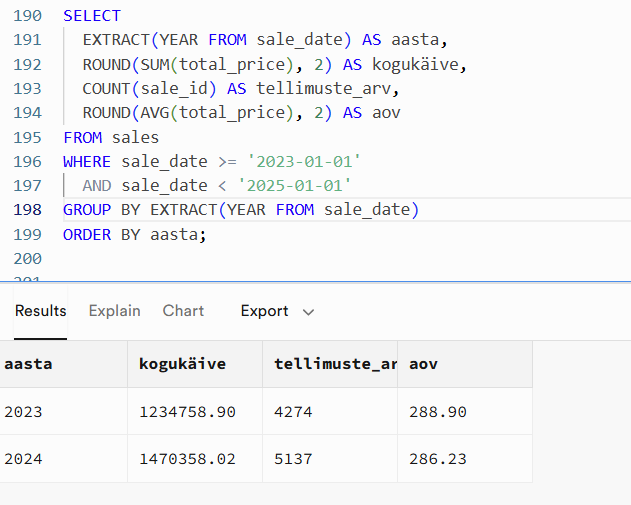 190 SELECT
191 EXTRACT(YEAR FROM sale_date) AS aasta,
192 ROUND(SUM(total_price), 2) AS kogukäive,
193 COUNT(sale_id) AS tellimuste_arv,
194 ROUND(AVG(total_price), 2) AS aov
195 FROM sales
196 WHERE sale_date >= '2023-01-01'
197 AND sale_date < '2025-01-01'
198 GROUP BY EXTRACT(YEAR FROM sale_date)
199 ORDER BY aasta;
200
Results Explain Chart Export
aasta kogukäive tellimuste_ar aov
2023 1234758.90 4274 288.90
2024 1470358.02 5137 286.23